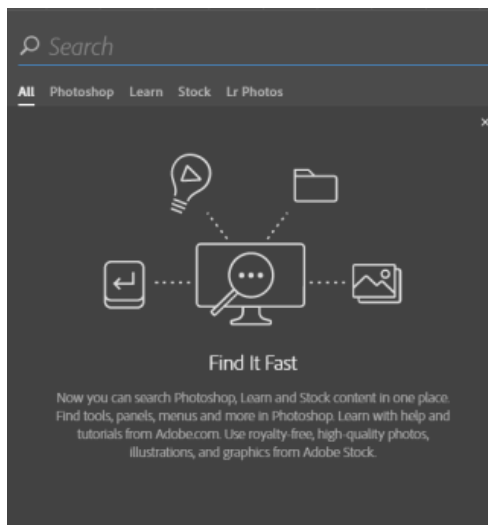 Search
All Photoshop Learn Stock Lr Photos
Find It Fast
Now you can search Photoshop, Learn and Stock content in one place.
Find tools, panels, menus and more in Photoshop. Learn with help and
tutorials from Adobe.com. Use royalty-free, high-quality photos,
illustrations, and graphics from Adobe Stock.